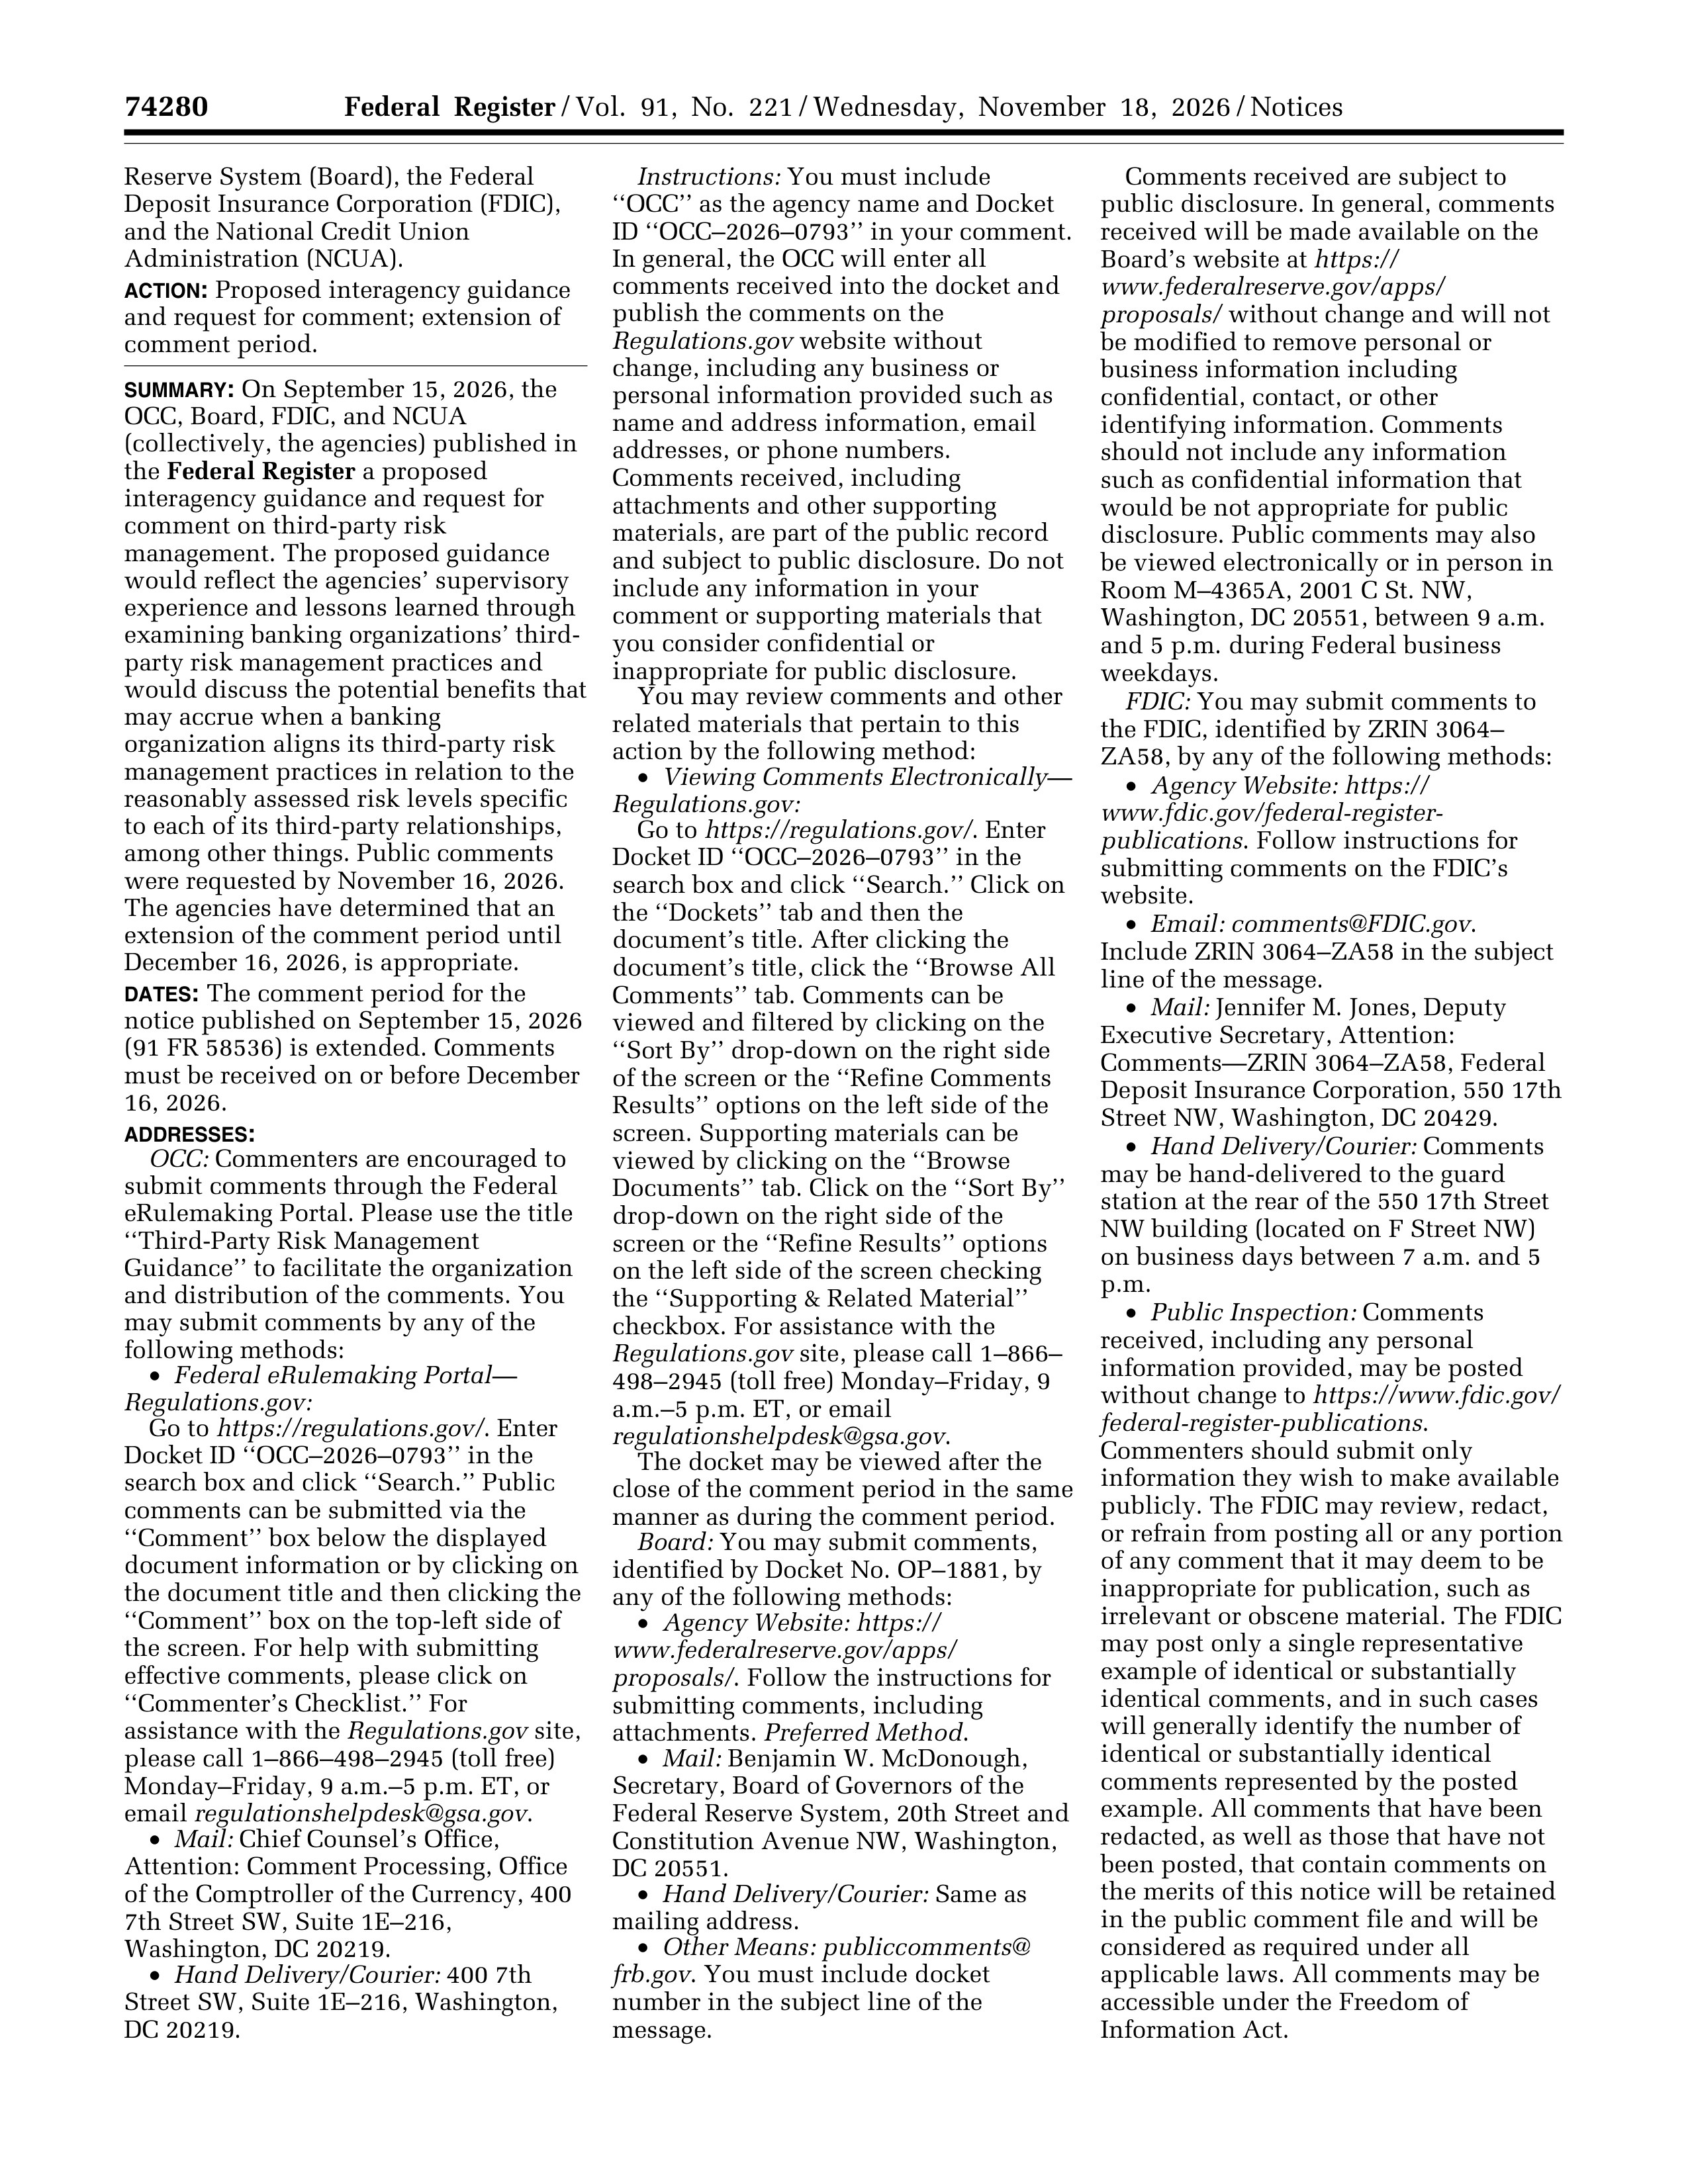 74280 Federal Register / Vol. 91, No. 221 / Wednesday, November 18, 2026 / Notices
Reserve System (Board), the Federal
Deposit Insurance Corporation (FDIC),
and the National Credit Union
Administration (NCUA).
ACTION: Proposed interagency guidance
and request for comment; extension of
comment period.
SUMMARY: On September 15, 2026, the
OCC, Board, FDIC, and NCUA
(collectively, the agencies) published in
the Federal Register a proposed
interagency guidance and request for
comment on third-party risk
management. The proposed guidance
would reflect the agencies’ supervisory
experience and lessons learned through
examining banking organizations’ third-
party risk management practices and
would discuss the potential benefits that
may accrue when a banking
organization aligns its third-party risk
management practices in relation to the
reasonably assessed risk levels specific
to each of its third-party relationships,
among other things. Public comments
were requested by November 16, 2026.
The agencies have determined that an
extension of the comment period until
December 16, 2026, is appropriate.
DATES: The comment period for the
notice published on September 15, 2026
(91 FR 58536) is extended. Comments
must be received on or before December
16, 2026.
ADDRESSES:
OCC: Commenters are encouraged to
submit comments through the Federal
eRulemaking Portal. Please use the title
‘‘Third-Party Risk Management
Guidance’’ to facilitate the organization
and distribution of the comments. You
may submit comments by any of the
following methods:
• Federal eRulemaking Portal—
Regulations.gov:
Go to https://regulations.gov/. Enter
Docket ID ‘‘OCC–2026–0793’’ in the
search box and click ‘‘Search.’’ Public
comments can be submitted via the
‘‘Comment’’ box below the displayed
document information or by clicking on
the document title and then clicking the
‘‘Comment’’ box on the top-left side of
the screen. For help with submitting
effective comments, please click on
‘‘Commenter’s Checklist.’’ For
assistance with the Regulations.gov site,
please call 1–866–498–2945 (toll free)
Monday–Friday, 9 a.m.–5 p.m. ET, or
email regulationshelpdesk@gsa.gov.
• Mail: Chief Counsel’s Office,
Attention: Comment Processing, Office
of the Comptroller of the Currency, 400
7th Street SW, Suite 1E–216,
Washington, DC 20219.
• Hand Delivery/Courier: 400 7th
Street SW, Suite 1E–216, Washington,
DC 20219.
Instructions: You must include
‘‘OCC’’ as the agency name and Docket
ID ‘‘OCC–2026–0793’’ in your comment.
In general, the OCC will enter all
comments received into the docket and
publish the comments on the
Regulations.gov website without
change, including any business or
personal information provided such as
name and address information, email
addresses, or phone numbers.
Comments received, including
attachments and other supporting
materials, are part of the public record
and subject to public disclosure. Do not
include any information in your
comment or supporting materials that
you consider confidential or
inappropriate for public disclosure.
You may review comments and other
related materials that pertain to this
action by the following method:
• Viewing Comments Electronically—
Regulations.gov:
Go to https://regulations.gov/. Enter
Docket ID ‘‘OCC–2026–0793’’ in the
search box and click ‘‘Search.’’ Click on
the ‘‘Dockets’’ tab and then the
document’s title. After clicking the
document’s title, click the ‘‘Browse All
Comments’’ tab. Comments can be
viewed and filtered by clicking on the
‘‘Sort By’’ drop-down on the right side
of the screen or the ‘‘Refine Comments
Results’’ options on the left side of the
screen. Supporting materials can be
viewed by clicking on the ‘‘Browse
Documents’’ tab. Click on the ‘‘Sort By’’
drop-down on the right side of the
screen or the ‘‘Refine Results’’ options
on the left side of the screen checking
the ‘‘Supporting & Related Material’’
checkbox. For assistance with the
Regulations.gov site, please call 1–866–
498–2945 (toll free) Monday–Friday, 9
a.m.–5 p.m. ET, or email
regulationshelpdesk@gsa.gov.
The docket may be viewed after the
close of the comment period in the same
manner as during the comment period.
Board: You may submit comments,
identified by Docket No. OP–1881, by
any of the following methods:
• Agency Website: https://
www.federalreserve.gov/apps/
proposals/. Follow the instructions for
submitting comments, including
attachments. Preferred Method.
• Mail: Benjamin W. McDonough,
Secretary, Board of Governors of the
Federal Reserve System, 20th Street and
Constitution Avenue NW, Washington,
DC 20551.
• Hand Delivery/Courier: Same as
mailing address.
• Other Means: publiccomments@
frb.gov. You must include docket
number in the subject line of the
message.
Comments received are subject to
public disclosure. In general, comments
received will be made available on the
Board’s website at https://
www.federalreserve.gov/apps/
proposals/ without change and will not
be modified to remove personal or
business information including
confidential, contact, or other
identifying information. Comments
should not include any information
such as confidential information that
would be not appropriate for public
disclosure. Public comments may also
be viewed electronically or in person in
Room M–4365A, 2001 C St. NW,
Washington, DC 20551, between 9 a.m.
and 5 p.m. during Federal business
weekdays.
FDIC: You may submit comments to
the FDIC, identified by ZRIN 3064–
ZA58, by any of the following methods:
• Agency Website: https://
www.fdic.gov/federal-register-
publications. Follow instructions for
submitting comments on the FDIC’s
website.
• Email: comments@FDIC.gov.
Include ZRIN 3064–ZA58 in the subject
line of the message.
• Mail: Jennifer M. Jones, Deputy
Executive Secretary, Attention:
Comments—ZRIN 3064–ZA58, Federal
Deposit Insurance Corporation, 550 17th
Street NW, Washington, DC 20429.
• Hand Delivery/Courier: Comments
may be hand-delivered to the guard
station at the rear of the 550 17th Street
NW building (located on F Street NW)
on business days between 7 a.m. and 5
p.m.
• Public Inspection: Comments
received, including any personal
information provided, may be posted
without change to https://www.fdic.gov/
federal-register-publications.
Commenters should submit only
information they wish to make available
publicly. The FDIC may review, redact,
or refrain from posting all or any portion
of any comment that it may deem to be
inappropriate for publication, such as
irrelevant or obscene material. The FDIC
may post only a single representative
example of identical or substantially
identical comments, and in such cases
will generally identify the number of
identical or substantially identical
comments represented by the posted
example. All comments that have been
redacted, as well as those that have not
been posted, that contain comments on
the merits of this notice will be retained
in the public comment file and will be
considered as required under all
applicable laws. All comments may be
accessible under the Freedom of
Information Act.